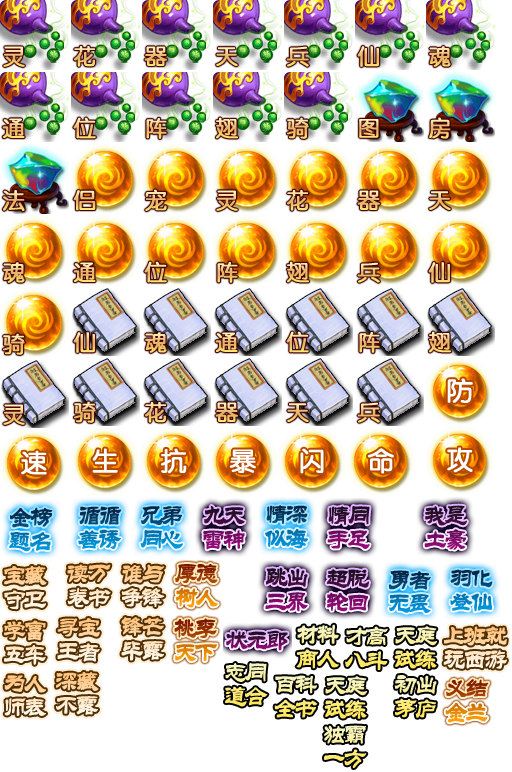 灵 花 器 天 兵 仙 魂
通 位 阵 翅 骑 图 房
法 侣 宠 灵 花 器 天
魂 通 位 阵 翅 兵 仙
骑 仙 魂 通 位 阵 翅
灵 骑 花 器 天 兵 防
速 生 抗 暴 闪 命 攻
金榜 循循 兄弟 九天 情深 情同 我是
题名 善诱 同心 雷神 似海 手足 土豪
宝藏 读万 谁与 厚德 跳出 超脱 勇者 羽化
守卫 卷书 争锋 树人 三界 轮回 无畏 登仙
学富 寻宝 锋芒 桃李 状元郎 材料 才高 天庭 上班就
五车 王者 毕露 天下 商人 八斗 试练 玩西游
为人 深藏 志同 百科 天庭 初出 义结
师表 不露 道合 全书 试练 茅庐 金兰
独霸
一方